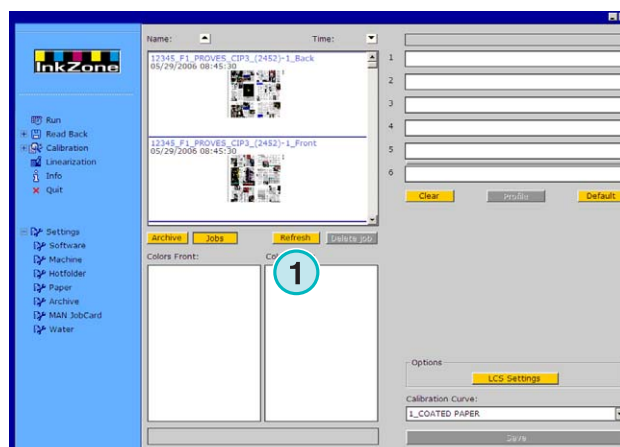 InkZone
Run
Read Back
Calibration
Linearization
Info
Quit
Settings
Software
Machine
Hotfolder
Paper
Archive
MAN JobCard
Water
Name: Time:
12345_F1_PROVES_CIP3_(2452)-1_Back
05/29/2006 08:45:30
12345_F1_PROVES_CIP3_(2452)-1_Front
05/29/2006 08:45:30
Archive Jobs Refresh Delete job
Colors Front:
1
1
2
3
4
5
6
Clear Profile Default
Options
LCS Settings
Calibration Curve:
1_COATED PAPER
Save